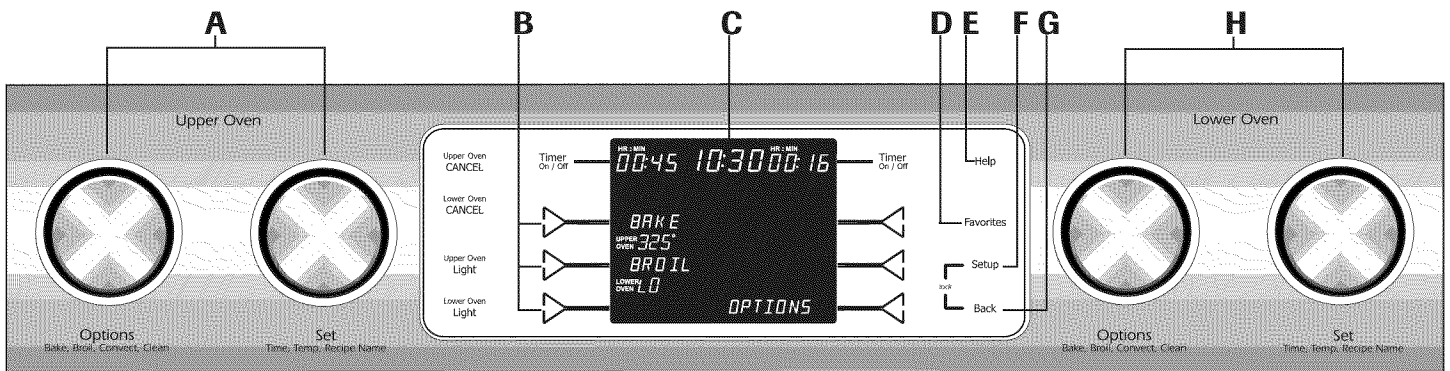 A B C D E F G H
Upper Oven
Lower Oven
Upper Oven
CANCEL
Timer
On / Off
HR : MIN
00:45
10:30
HR : MIN
00:16
Timer
On / Off
Help
Lower Oven
CANCEL
BAKE
UPPER OVEN 325°
Favorites
Upper Oven
Light
BROIL
LOWER OVEN LO
Setup
lock
Lower Oven
Light
OPTIONS
Back
Options
Bake, Broil, Convect, Clean
Set
Time, Temp, Recipe Name
Options
Bake, Broil, Convect, Clean
Set
Time, Temp, Recipe Name